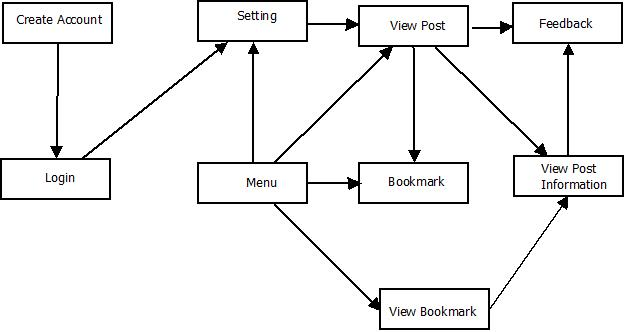 Create Account
Setting
View Post
Feedback
Login
Menu
Bookmark
View Post
Information
View Bookmark